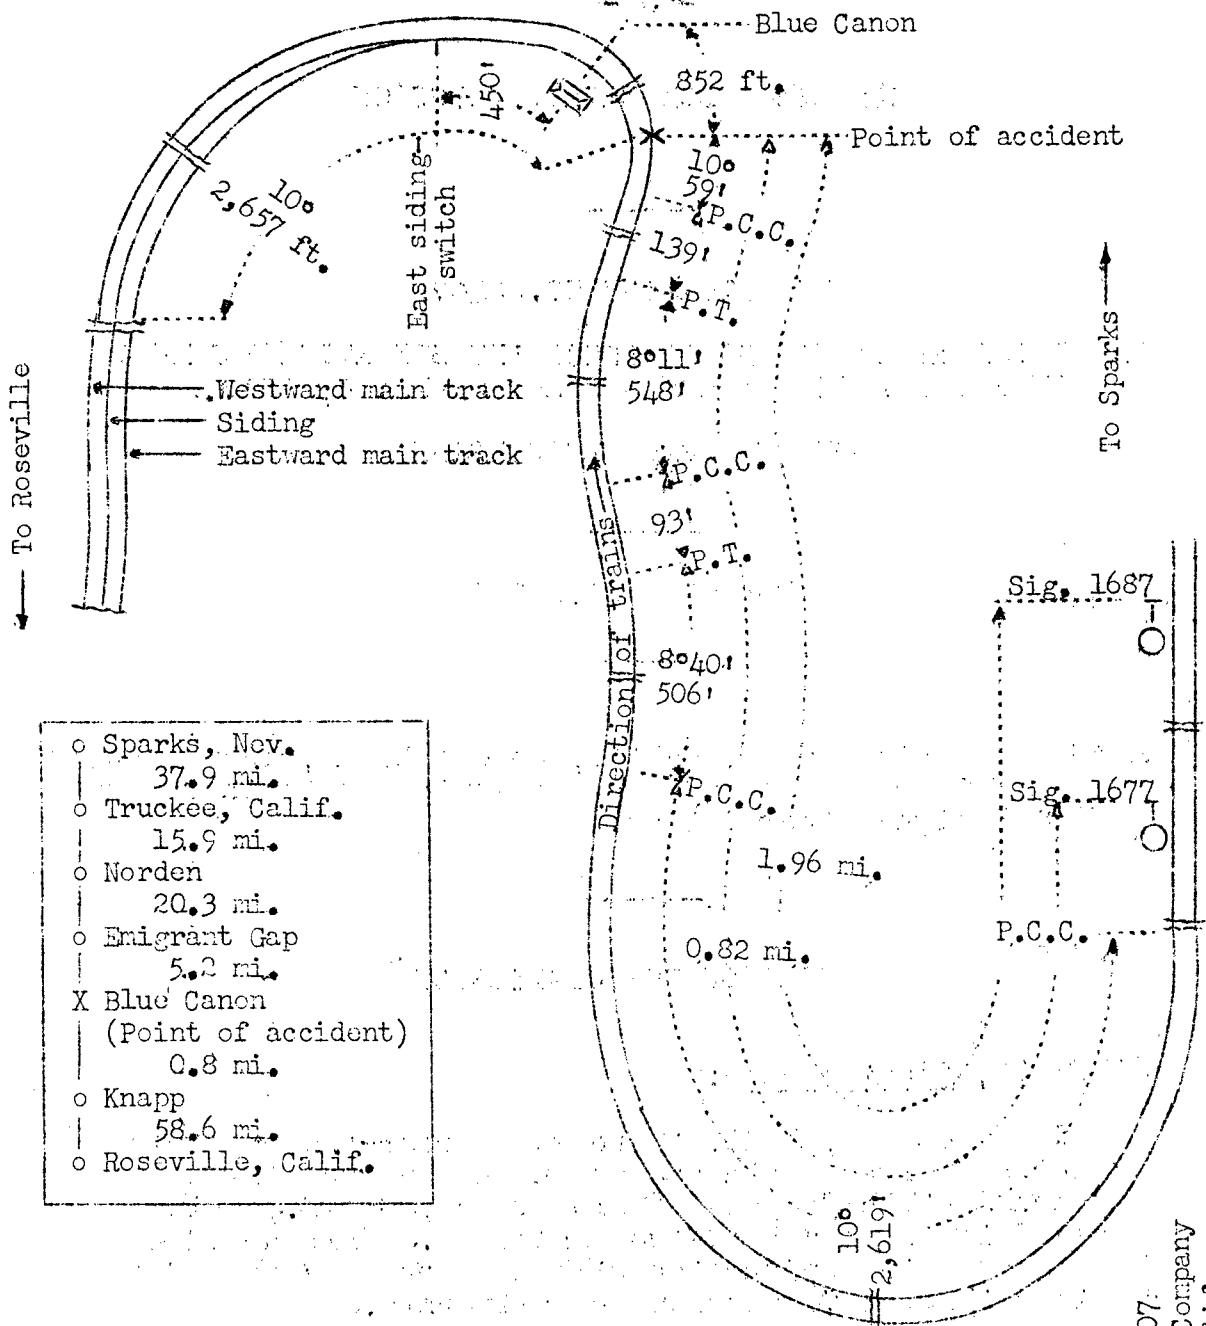 Blue Canon
852 ft.
450'
Point of accident
10°
59'
P.C.C.
139'
P.T.
10°
2,657 ft.
East siding
switch
8°11'
548'
To Sparks
To Roseville
Westward main track
Siding
Eastward main track
P.C.C.
93'
P.T.
Direction of trains
Sig. 1687
8°40'
506'
P.C.C.
Sig. 1677
1.96 mi.
P.C.C.
0.82 mi.
Sparks, Nev.
37.9 mi.
Truckee, Calif.
15.9 mi.
Norden
20.3 mi.
Emigrant Gap
5.2 mi.
X Blue Canon
(Point of accident)
0.8 mi.
Knapp
58.6 mi.
Roseville, Calif.
10°
2,619'
07
Company